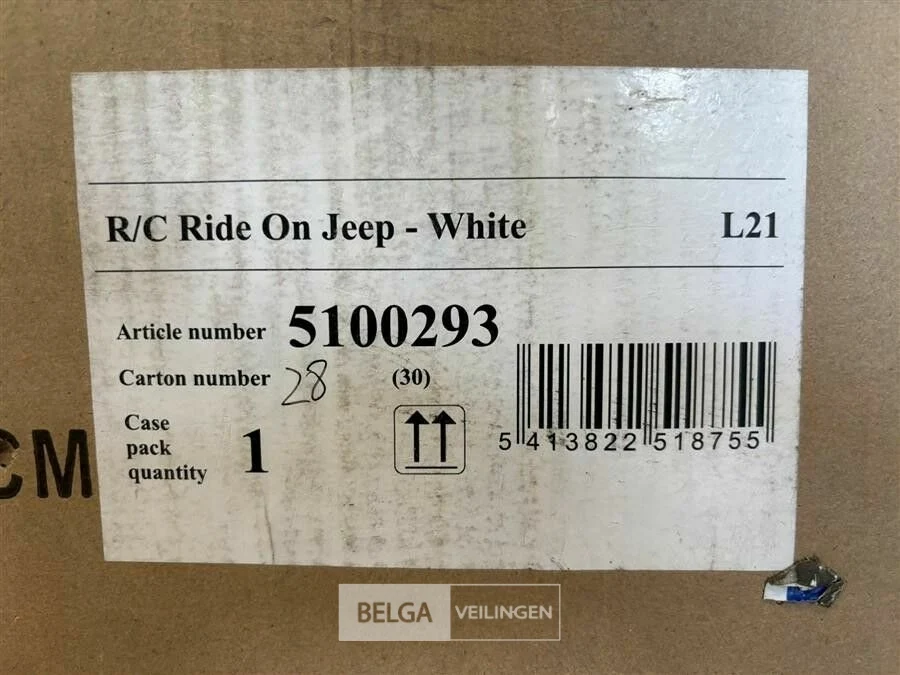 R/C Ride On Jeep - White L21
Article number 5100293
Carton number 28 (30)
Case
pack
quantity 1
5 413822 518755
CM
BELGA VEILINGEN